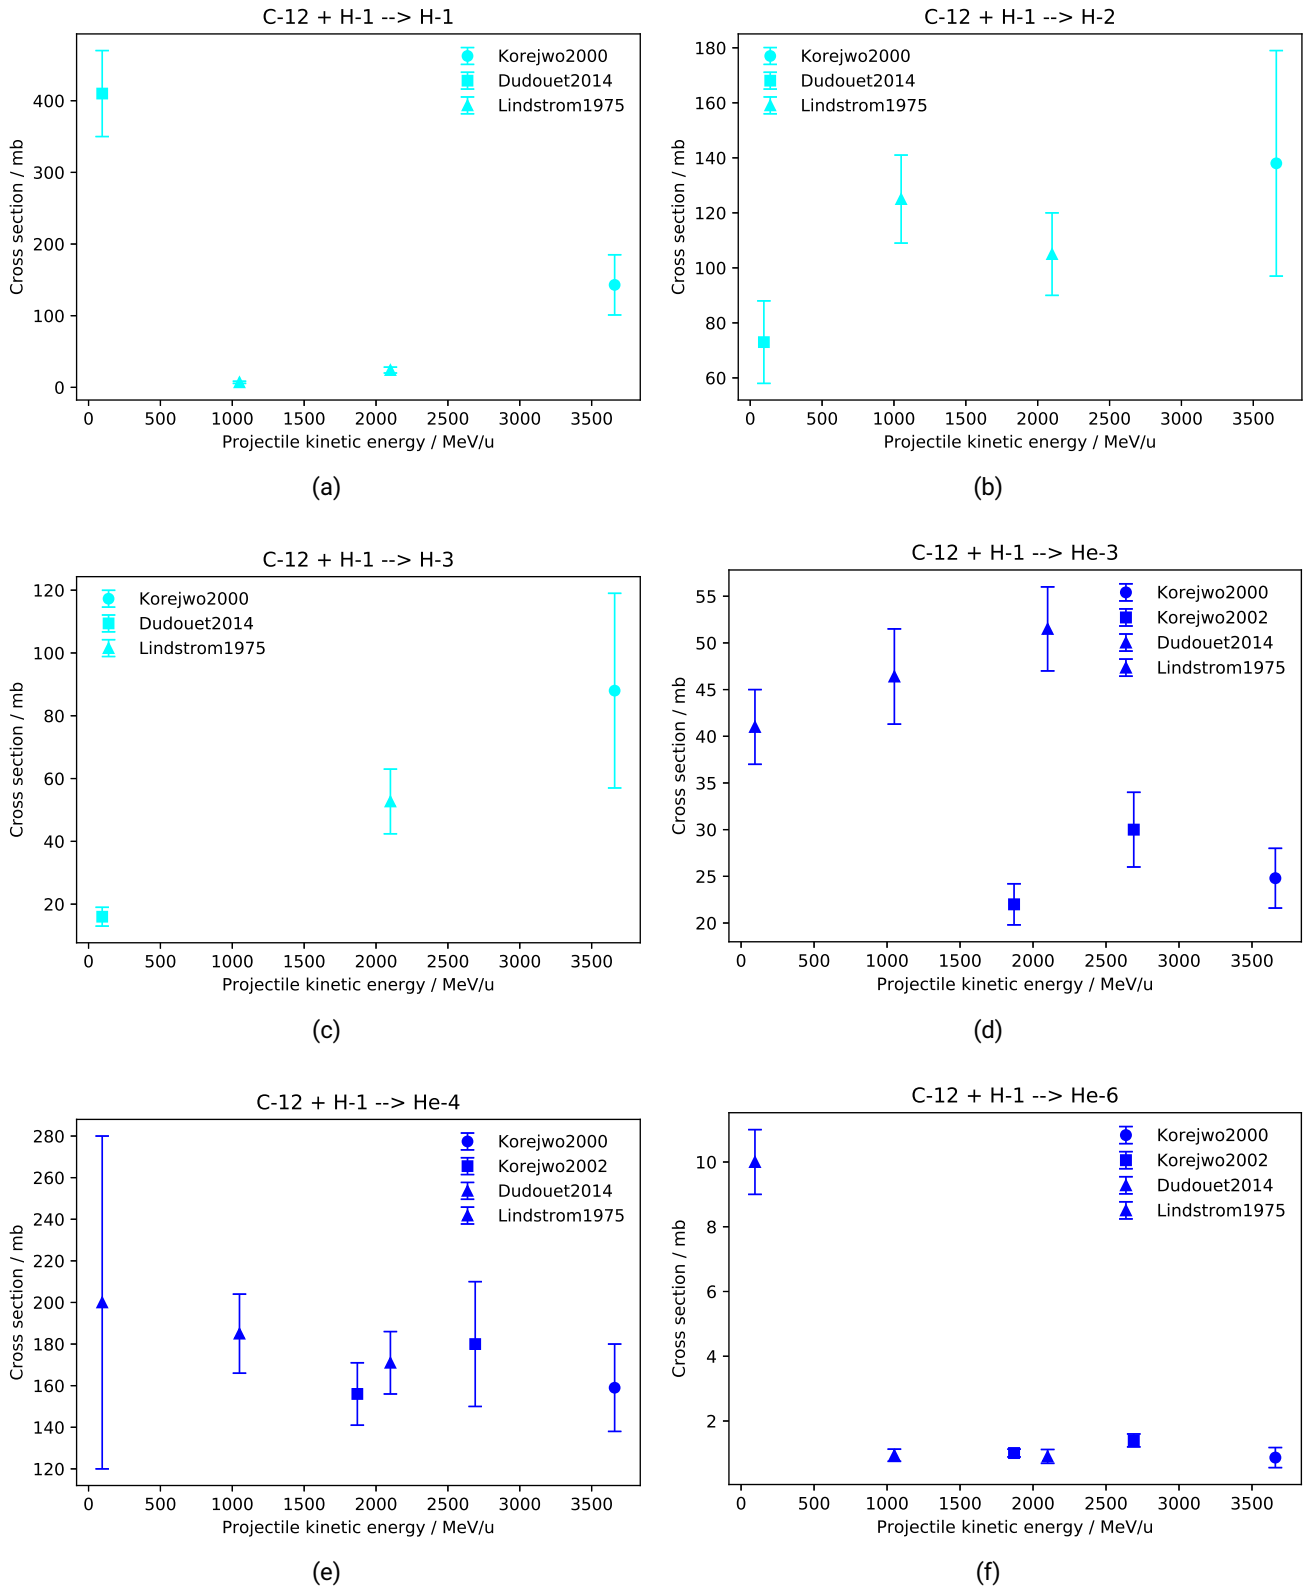 C-12 + H-1 --> H-1
Cross section / mb
400
300
200
100
0
Korejwo2000
Dudouet2014
Lindstrom1975
0 500 1000 1500 2000 2500 3000 3500
Projectile kinetic energy / MeV/u
(a)
C-12 + H-1 --> H-2
Cross section / mb
180
160
140
120
100
80
60
Korejwo2000
Dudouet2014
Lindstrom1975
0 500 1000 1500 2000 2500 3000 3500
Projectile kinetic energy / MeV/u
(b)
C-12 + H-1 --> H-3
Cross section / mb
120
100
80
60
40
20
Korejwo2000
Dudouet2014
Lindstrom1975
0 500 1000 1500 2000 2500 3000 3500
Projectile kinetic energy / MeV/u
(c)
C-12 + H-1 --> He-3
Cross section / mb
55
50
45
40
35
30
25
20
Korejwo2000
Korejwo2002
Dudouet2014
Lindstrom1975
0 500 1000 1500 2000 2500 3000 3500
Projectile kinetic energy / MeV/u
(d)
C-12 + H-1 --> He-4
Cross section / mb
280
260
240
220
200
180
160
140
120
Korejwo2000
Korejwo2002
Dudouet2014
Lindstrom1975
0 500 1000 1500 2000 2500 3000 3500
Projectile kinetic energy / MeV/u
(e)
C-12 + H-1 --> He-6
Cross section / mb
10
8
6
4
2
Korejwo2000
Korejwo2002
Dudouet2014
Lindstrom1975
0 500 1000 1500 2000 2500 3000 3500
Projectile kinetic energy / MeV/u
(f)